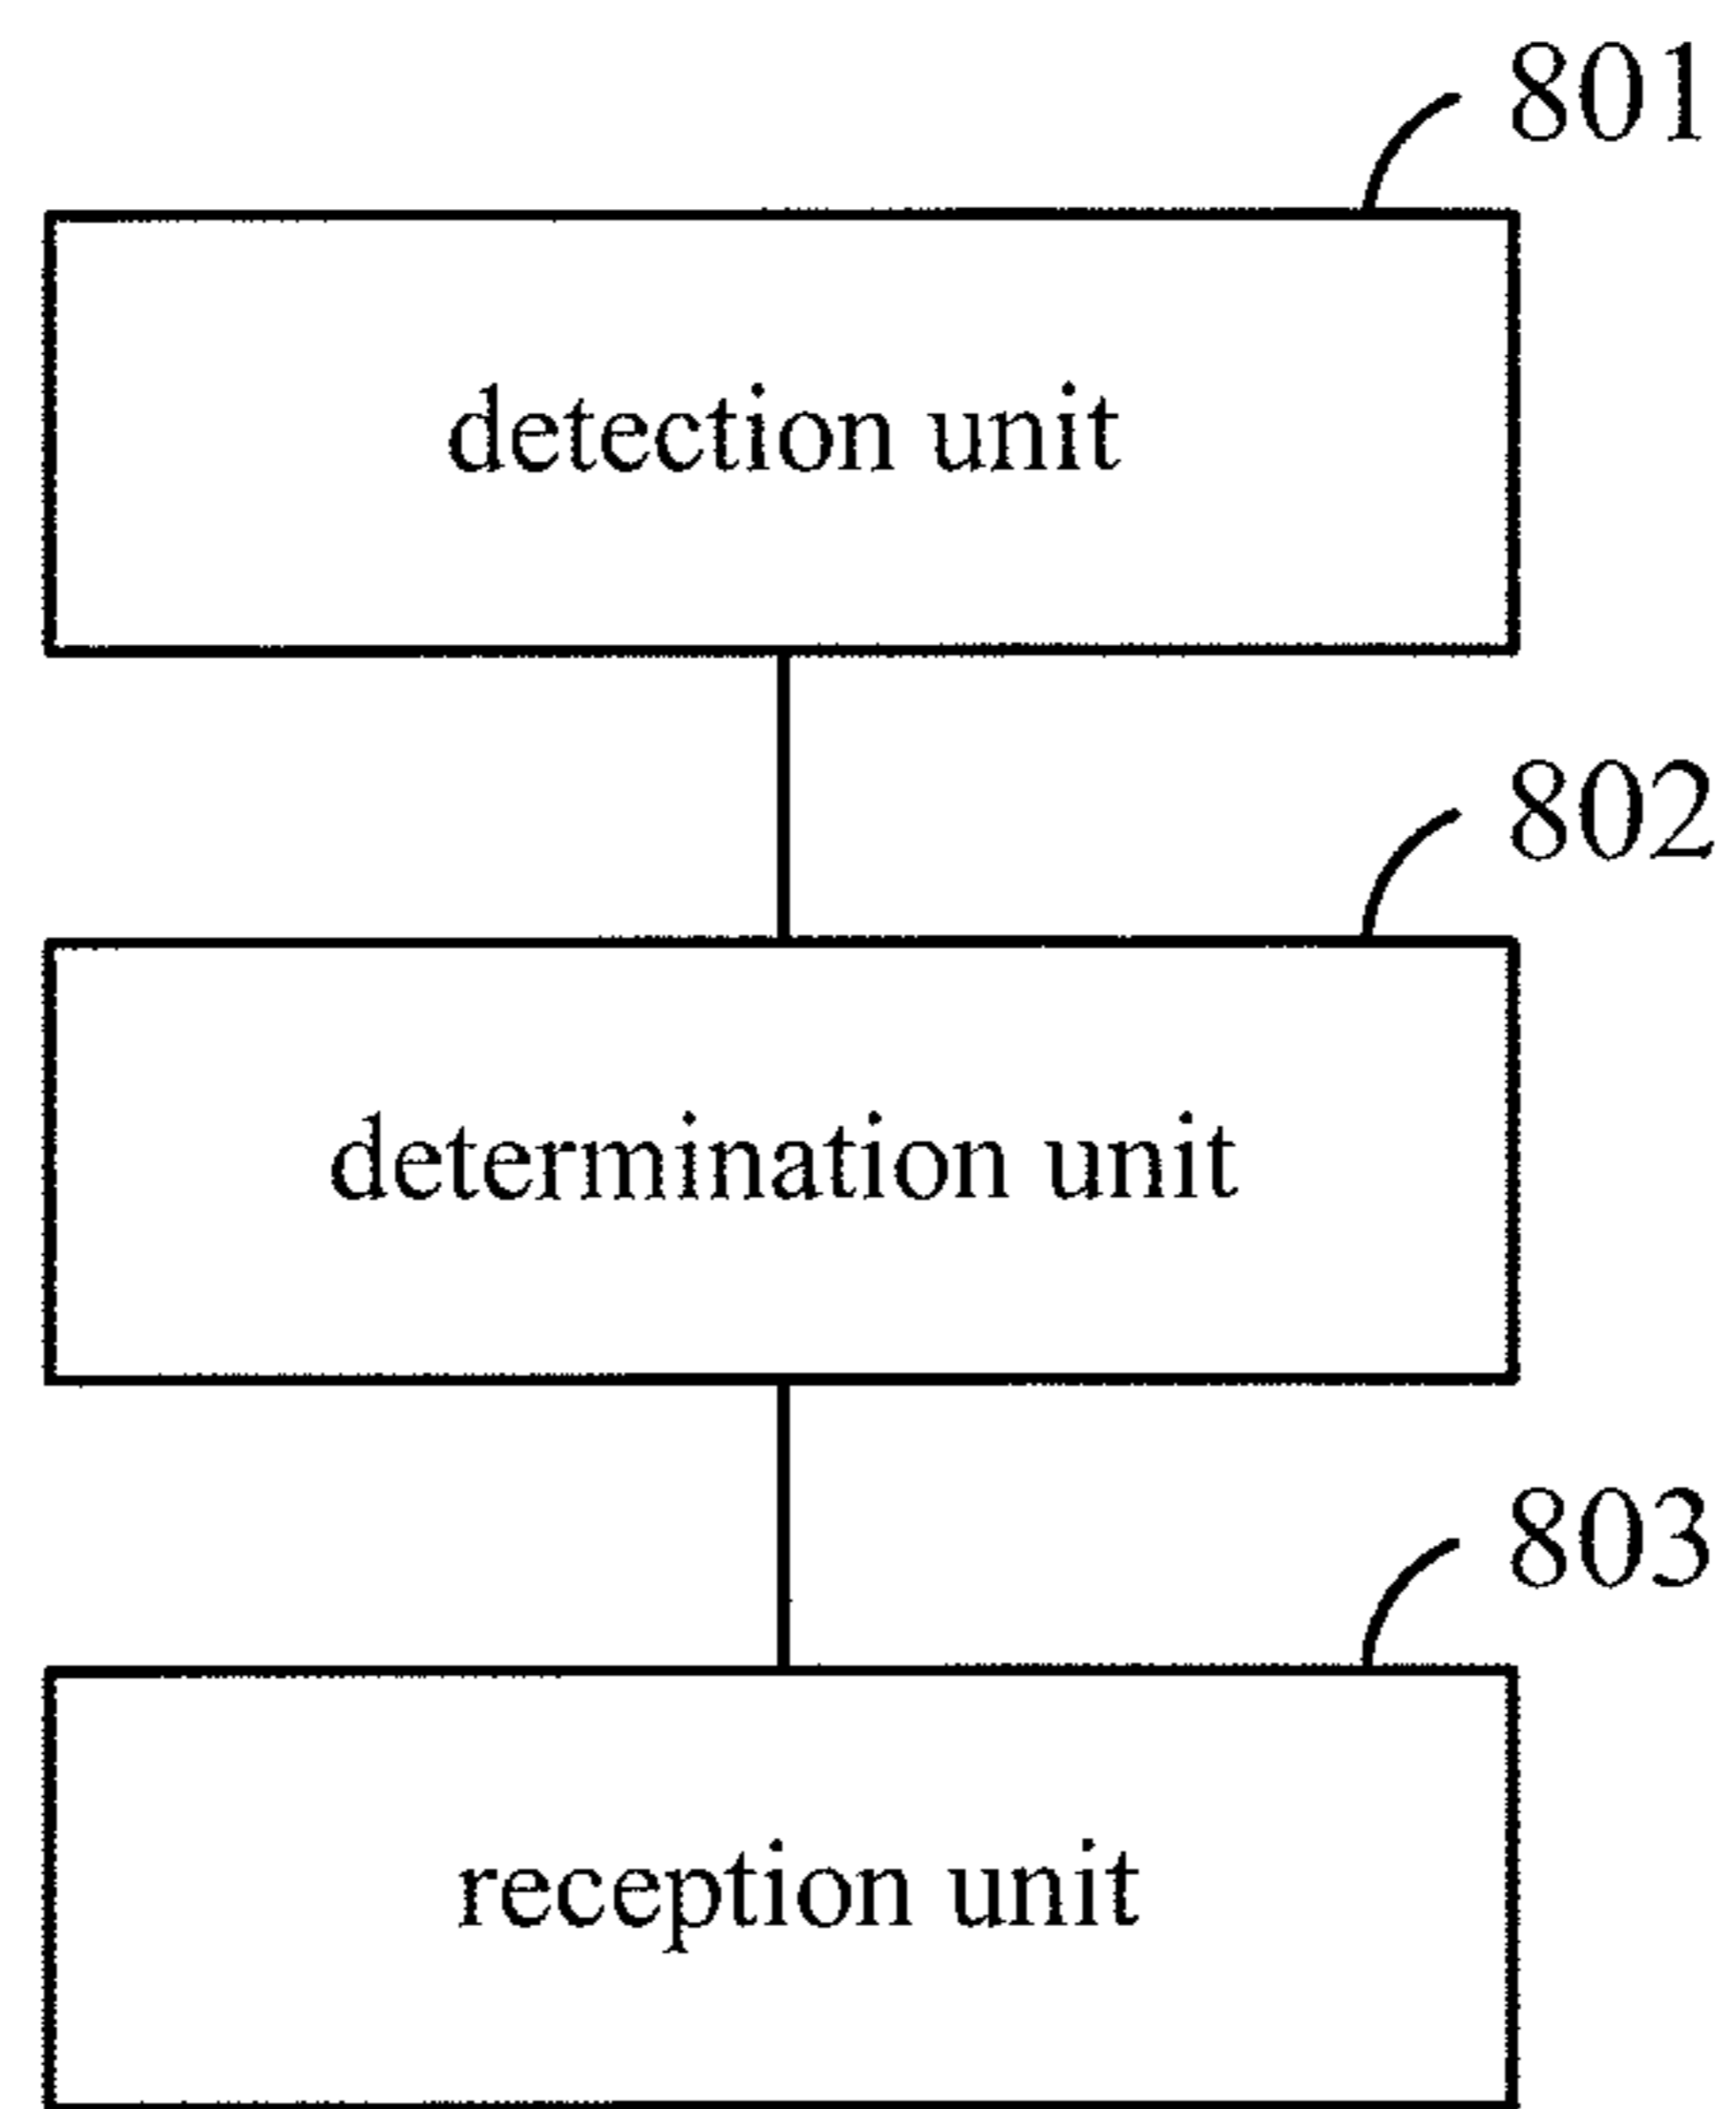 801
detection unit
802
determination unit
803
reception unit